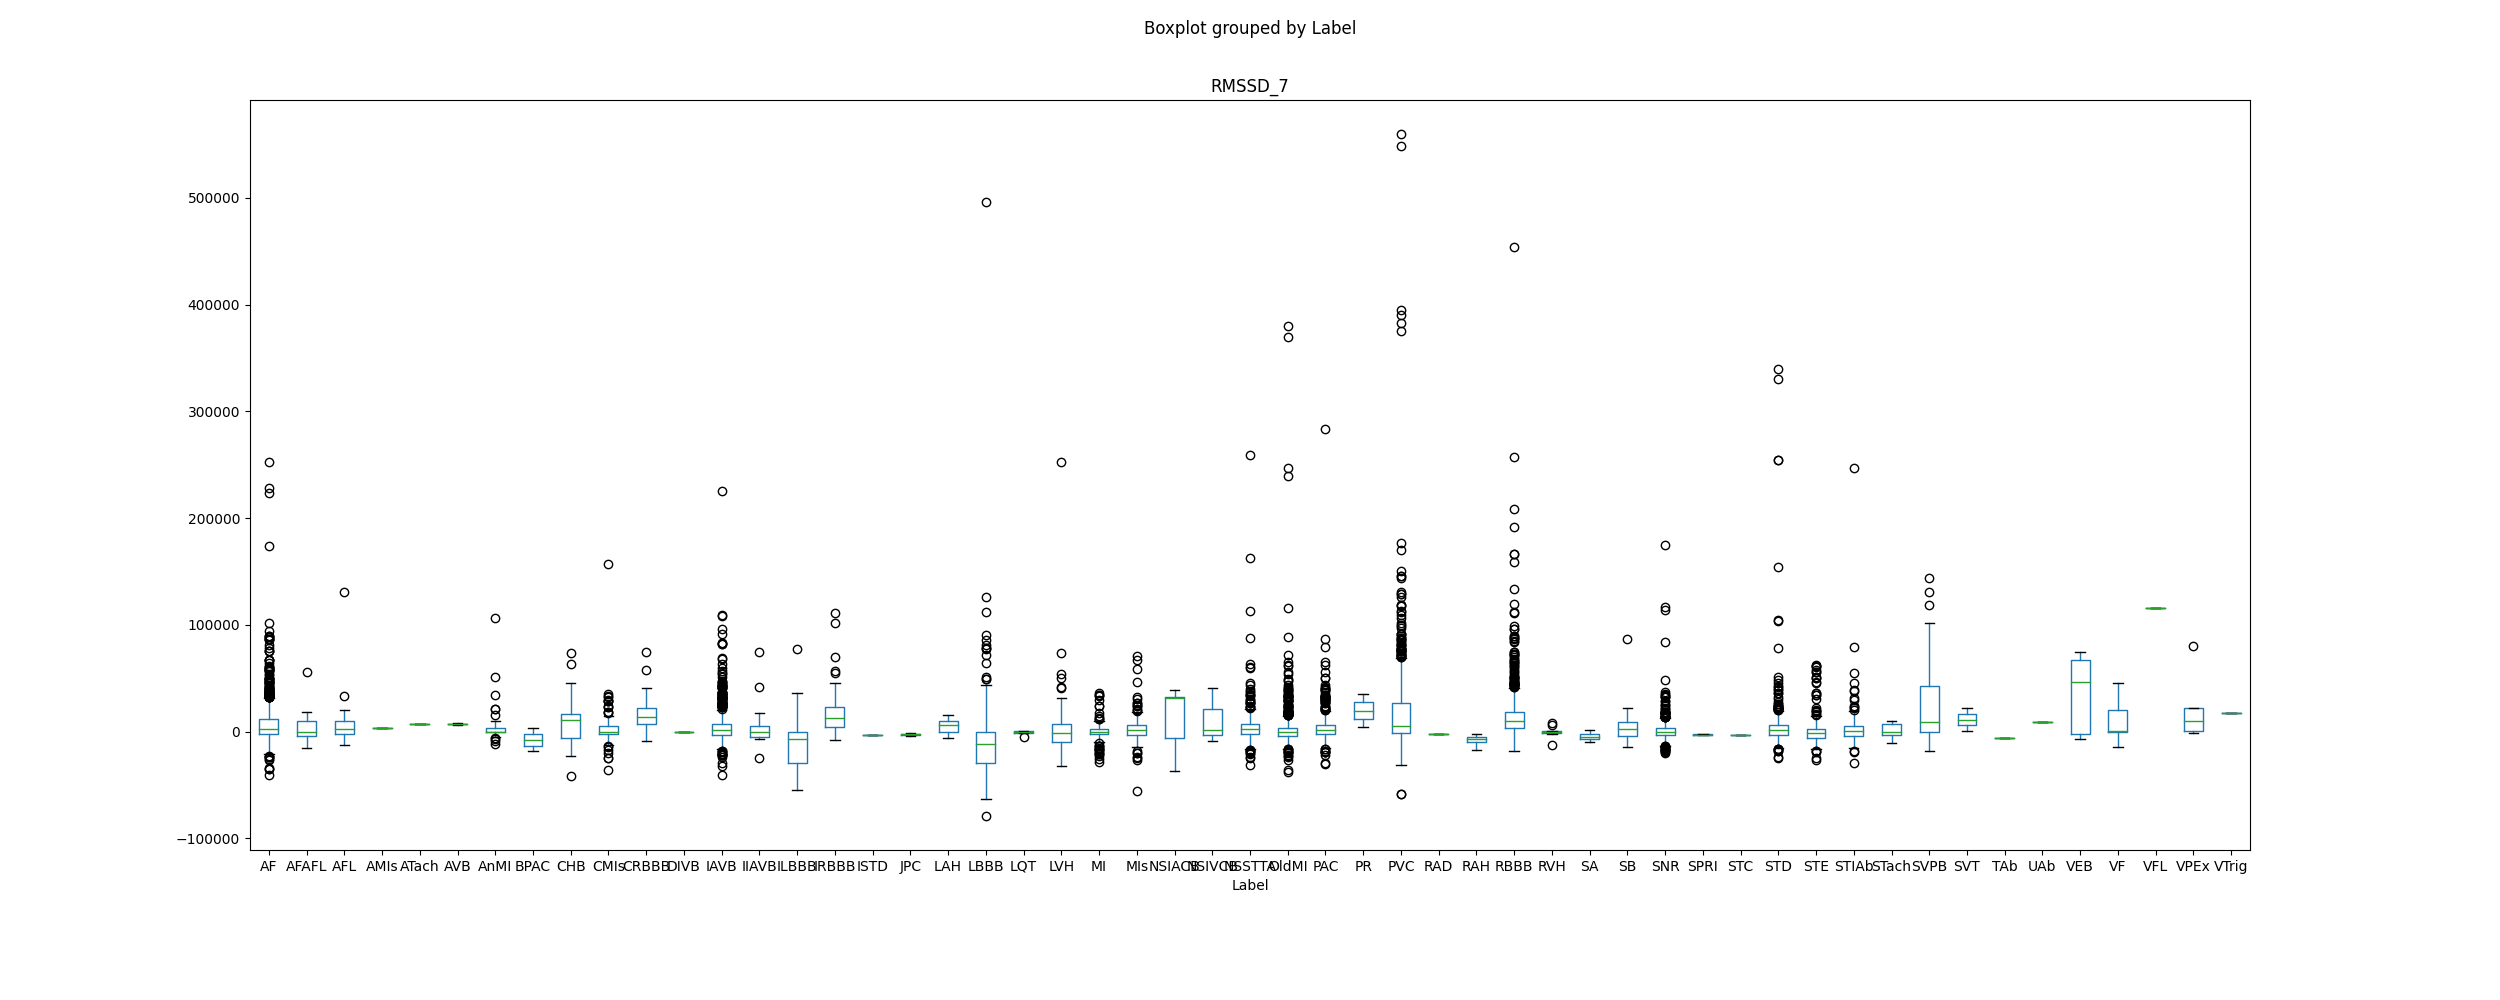 Boxplot grouped by Label
RMSSD_7
500000
400000
300000
200000
100000
0
−100000
AF AFAFL AFL AMIs ATach AVB AnMI BPAC CHB CMIs CRBBB DIVB IAVB IIAVB ILBBB IRBBB ISTD JPC LAH LBBB LQT LVH MI MIs NSIACB NSIVCB NSSTTA OldMI PAC PR PVC RAD RAH RBBB RVH SA SB SNR SPRI STC STD STE STIAb STach SVPB SVT TAb UAb VEB VF VFL VPEx VTrig
Label